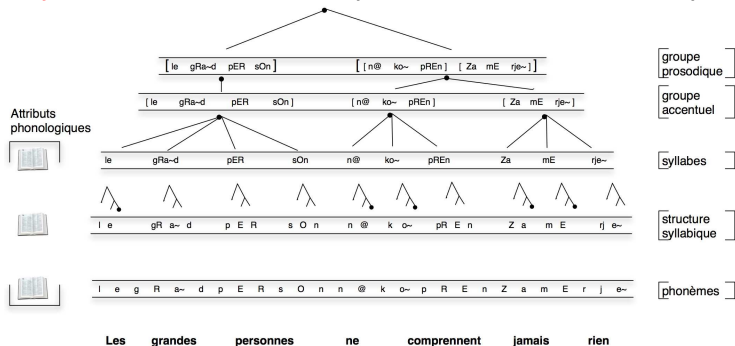 [ le gRa~d pER sOn ] [ [ n@ ko~ pREn ] [ Za mE rje~ ] ]
groupe
prosodique
[ le gRa~d pER sOn ] [ n@ ko~ pREn ] [ Za mE rje~ ]
groupe
accentuel
Attributs
phonologiques
le gRa~d pER sOn n@ ko~ pREn Za mE rje~
syllabes
l e gR a~ d p E R s O n n @ k o~ pR E n Z a m E rj e~
structure
syllabique
l e g R a~ d p E R s O n n @ k o~ p R E n Z a m E r j e~
phonèmes
Les grandes personnes ne comprennent jamais rien